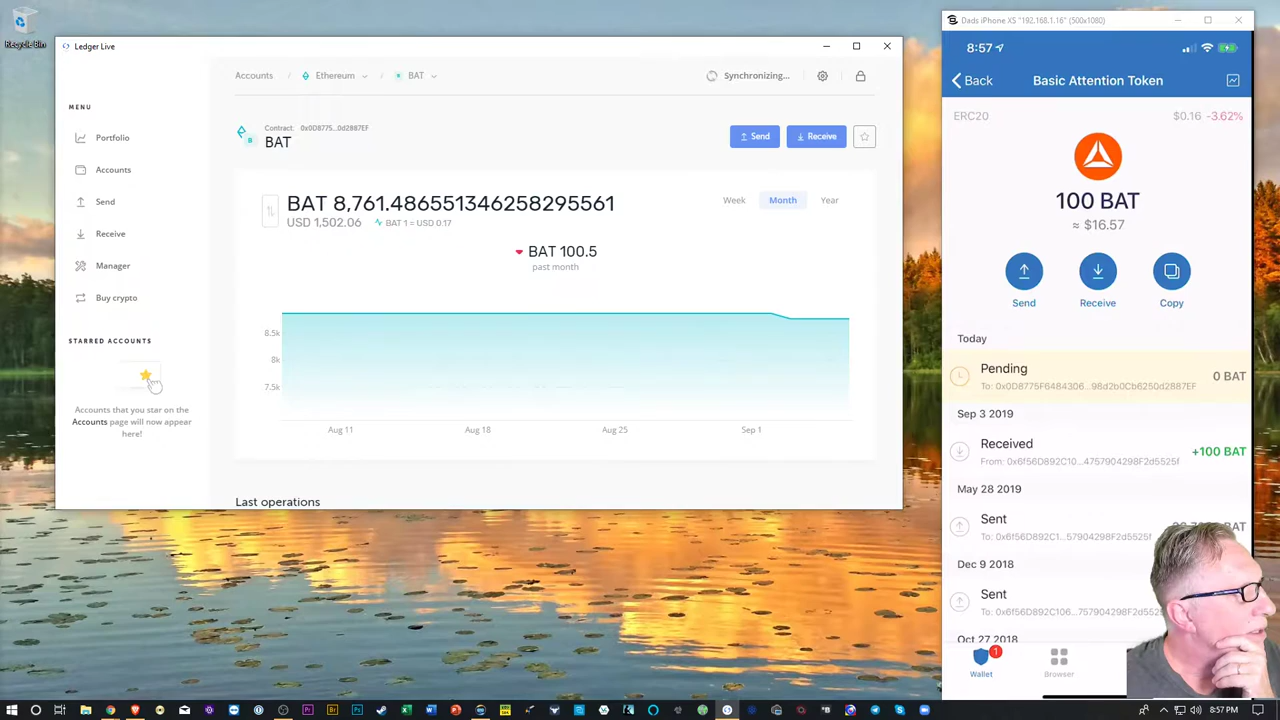 Recycle Bin
Ledger Live
Accounts / Ethereum / BAT
Synchronizing...
MENU
Portfolio
Accounts
Send
Receive
Manager
Buy crypto
STARRED ACCOUNTS
Accounts that you star on the
Accounts page will now appear
here!
Contract: 0x0D8775...0d2887EF
BAT
Send
Receive
BAT 8,761.486551346258295561
USD 1,502.06
BAT 1 = USD 0.17
Week
Month
Year
BAT 100.5
past month
8.5k
8k
7.5k
Aug 11
Aug 18
Aug 25
Sep 1
Last operations
Dads iPhone XS "192.168.1.16" (500x1080)
8:57
Back
Basic Attention Token
ERC20
$0.16 -3.62%
100 BAT
≈ $16.57
Send
Receive
Copy
Today
Pending
0 BAT
To: 0x0D8775F6484306...98d2b0Cb6250d2887EF
Sep 3 2019
Received
+100 BAT
From: 0x6f56D892C10...4757904298F2d5525f
May 28 2019
Sent
BAT
To: 0x6f56D892C1...57904298F2d5525f
Dec 9 2018
Sent
To: 0x6f56D892C106...757904298F2d552
Oct 27 2018
1
Wallet
Browser
8:57 PM